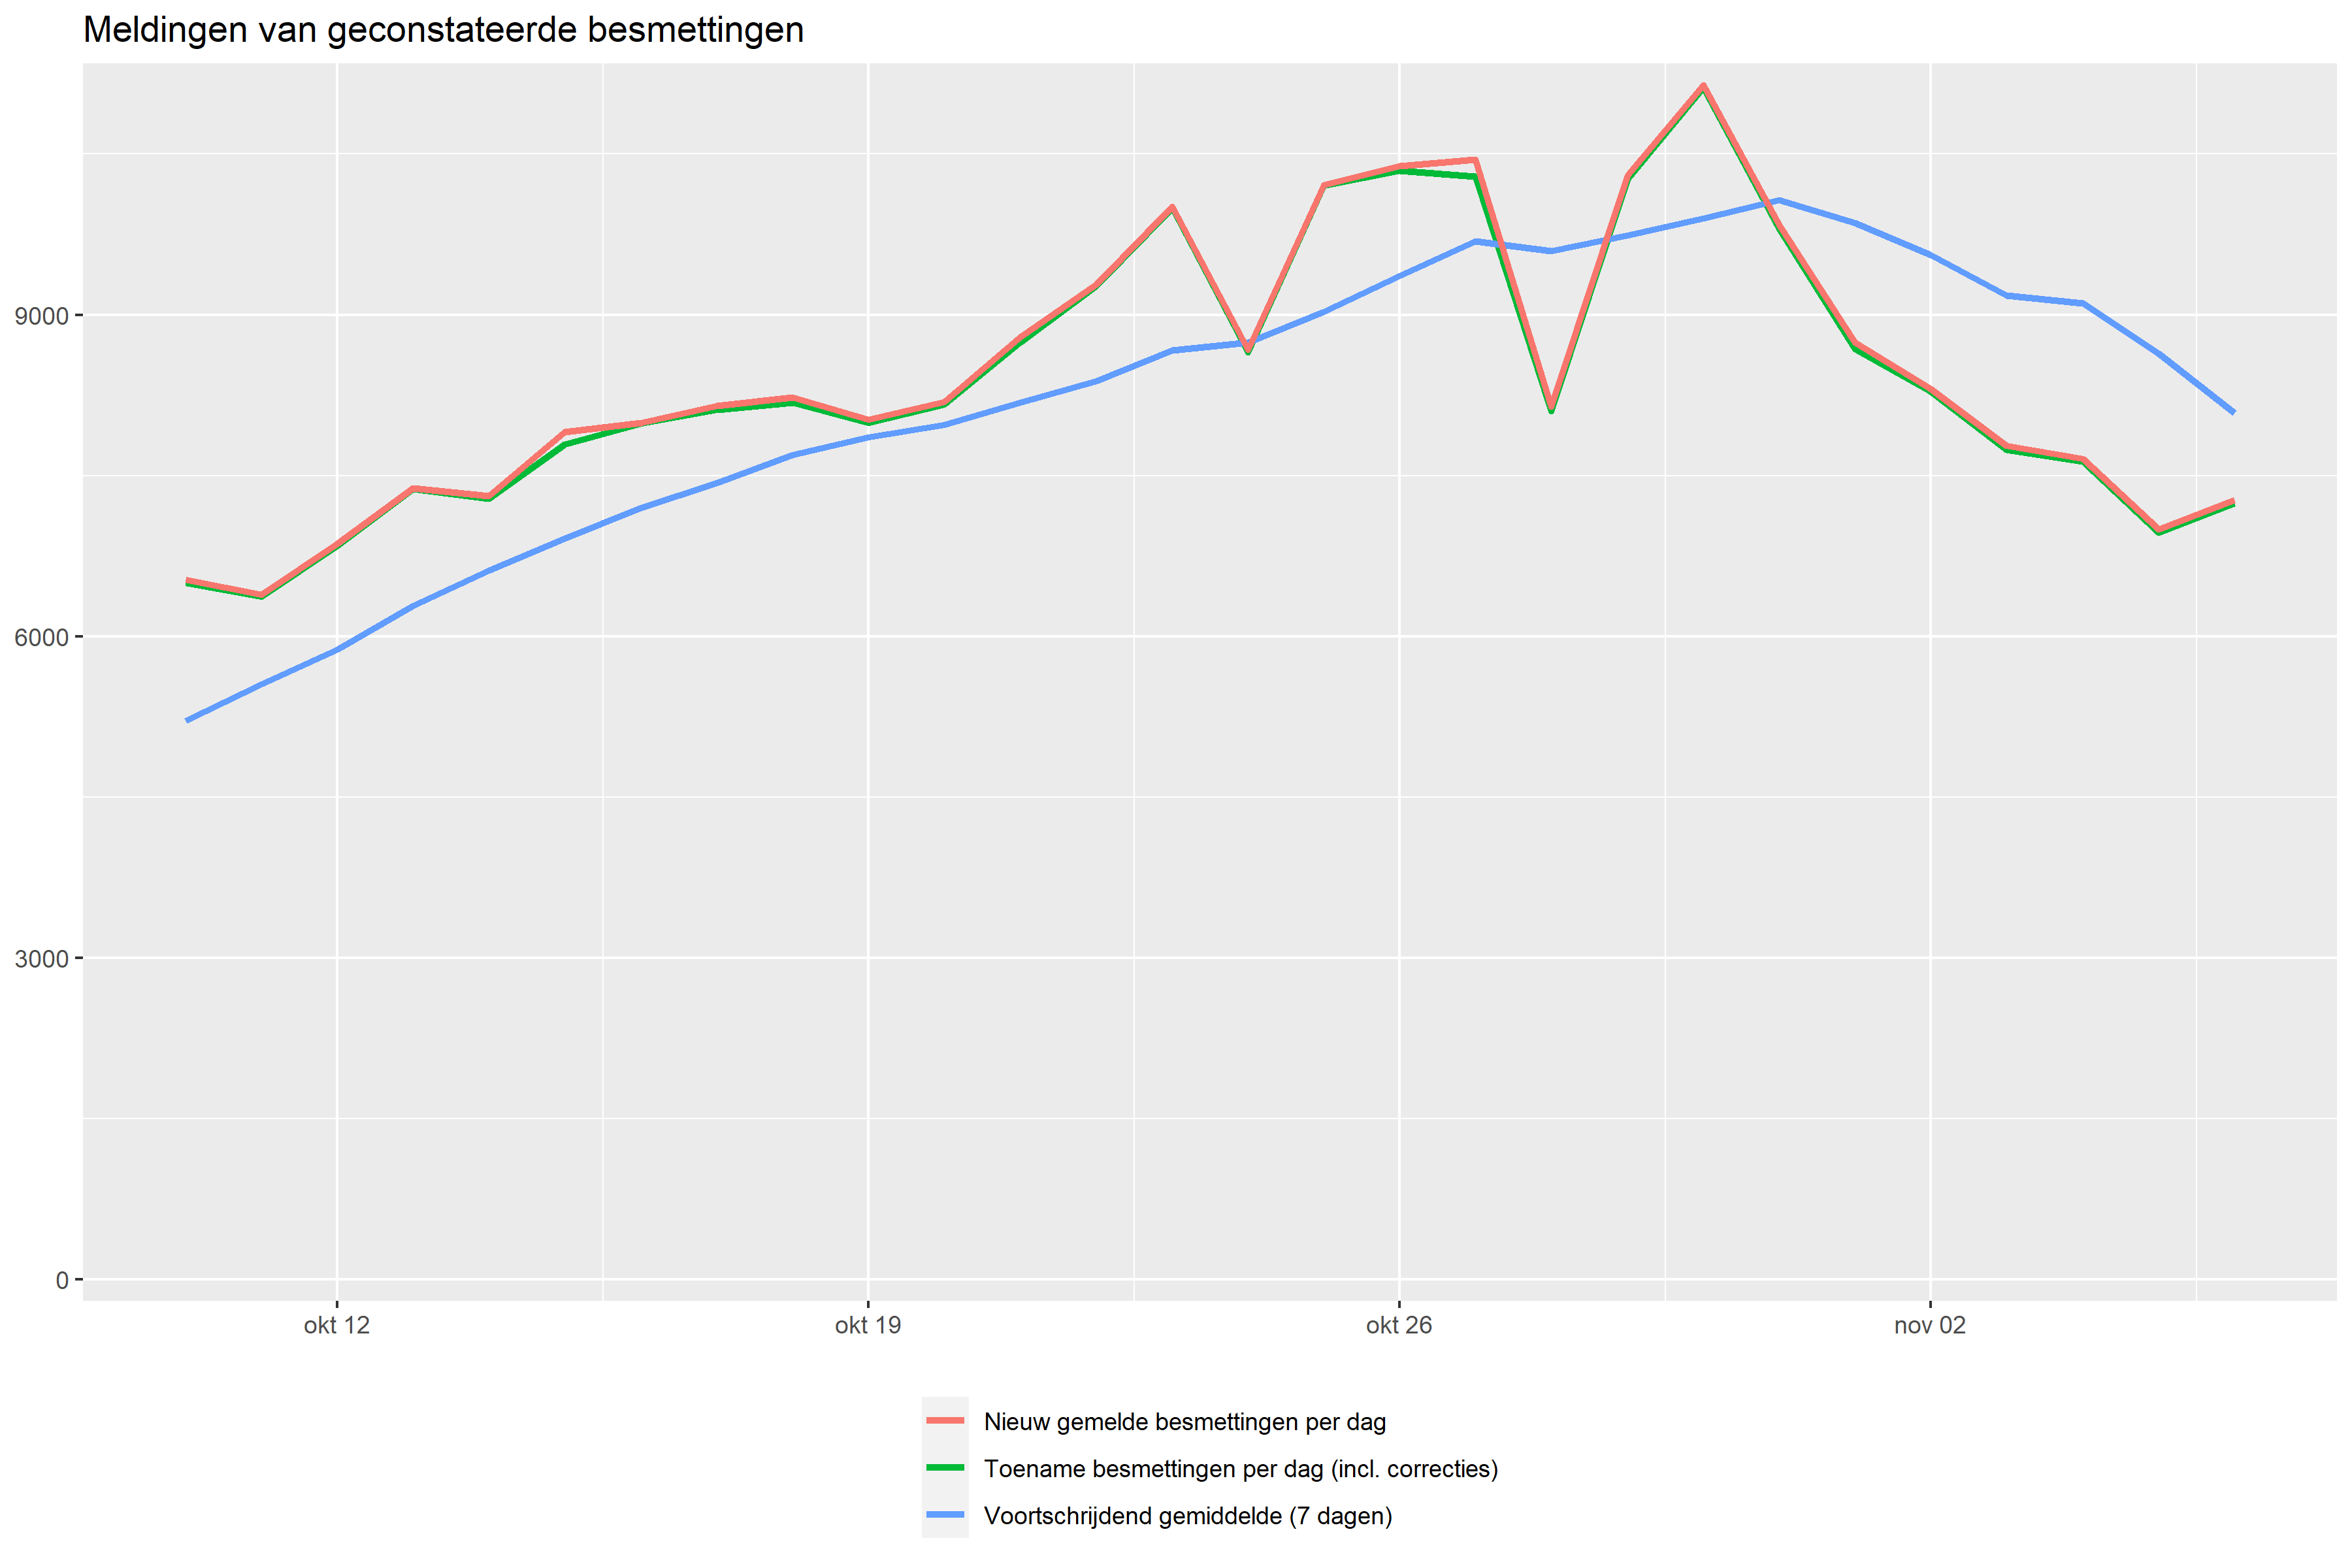 Meldingen van geconstateerde besmettingen
9000
6000
3000
0
okt 12
okt 19
okt 26
nov 02
Nieuw gemelde besmettingen per dag
Toename besmettingen per dag (incl. correcties)
Voortschrijdend gemiddelde (7 dagen)